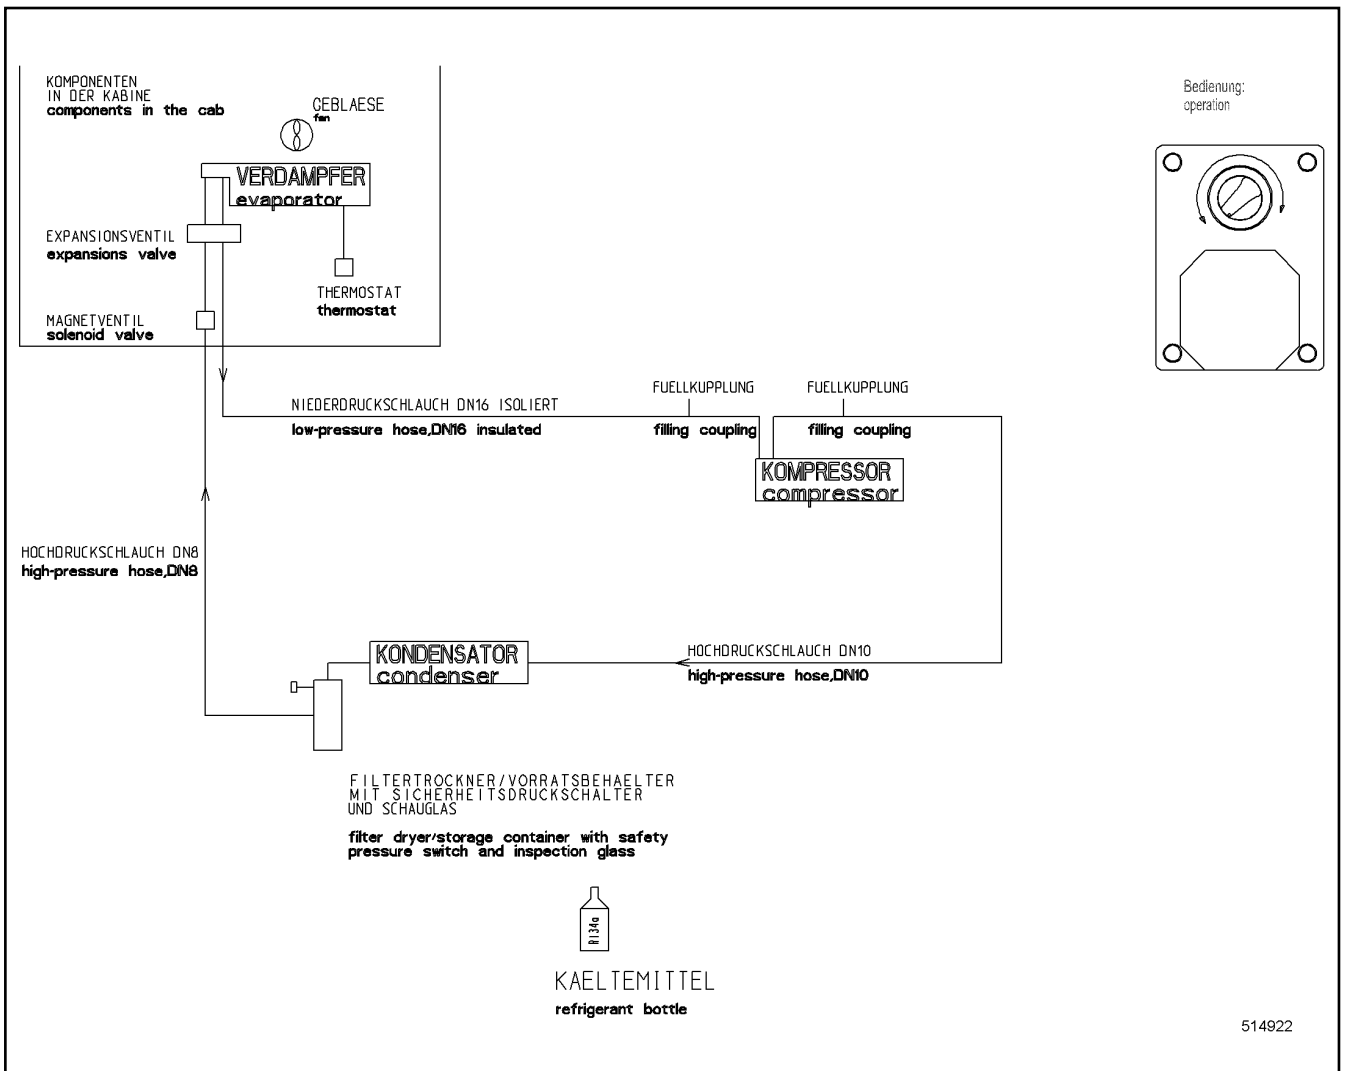 KOMPONENTEN
IN DER KABINE
components in the cab
GEBLAESE
fan
VERDAMPFER
evaporator
EXPANSIONSVENTIL
expansions valve
THERMOSTAT
thermostat
MAGNETVENTIL
solenoid valve
Bedienung:
operation
NIEDERDRUCKSCHLAUCH DN16 ISOLIERT
low-pressure hose,DN16 insulated
FUELLKUPPLUNG
filling coupling
FUELLKUPPLUNG
filling coupling
KOMPRESSOR
compressor
HOCHDRUCKSCHLAUCH DN8
high-pressure hose,DN8
KONDENSATOR
condenser
HOCHDRUCKSCHLAUCH DN10
high-pressure hose,DN10
FILTERTROCKNER/VORRATSBEHAELTER
MIT SICHERHEITSDRUCKSCHALTER
UND SCHAUGLAS
filter dryer/storage container with safety
pressure switch and inspection glass
R134a
KAELTEMITTEL
refrigerant bottle
514922